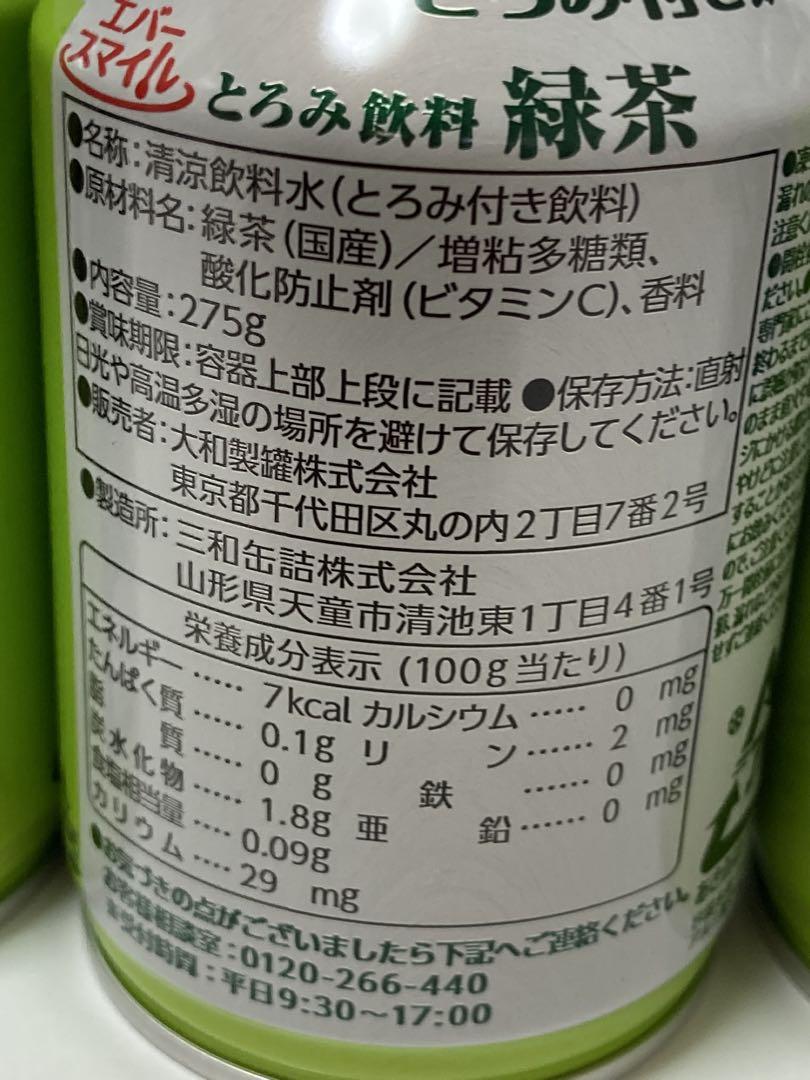 エバー
スマイル
とろみ付き
とろみ飲料 緑茶
●名称:清涼飲料水(とろみ付き飲料)
●原材料名:緑茶(国産)/増粘多糖類、
酸化防止剤(ビタミンC)、香料
●内容量:275g
●賞味期限:容器上部上段に記載 ●保存方法:直射
日光や高温多湿の場所を避けて保存してください。
●販売者:大和製罐株式会社
東京都千代田区丸の内2丁目7番2号
●製造所:三和缶詰株式会社
山形県天童市清池東1丁目4番1号
栄養成分表示 (100g当たり)
エネルギー ····· 7kcal カルシウム ····· 0 mg
たんぱく質 ····· 0.1g リン ······ 2 mg
脂質 ····· 0 g 鉄 ······ 0 mg
炭水化物 ····· 1.8g 亜鉛 ······ 0 mg
食塩相当量 ···· 0.09g
カリウム ···· 29 mg
●お気づきの点がございましたら下記へご連絡ください。
お客様相談室:0120-266-440
受付時間:平日9:30~17:00